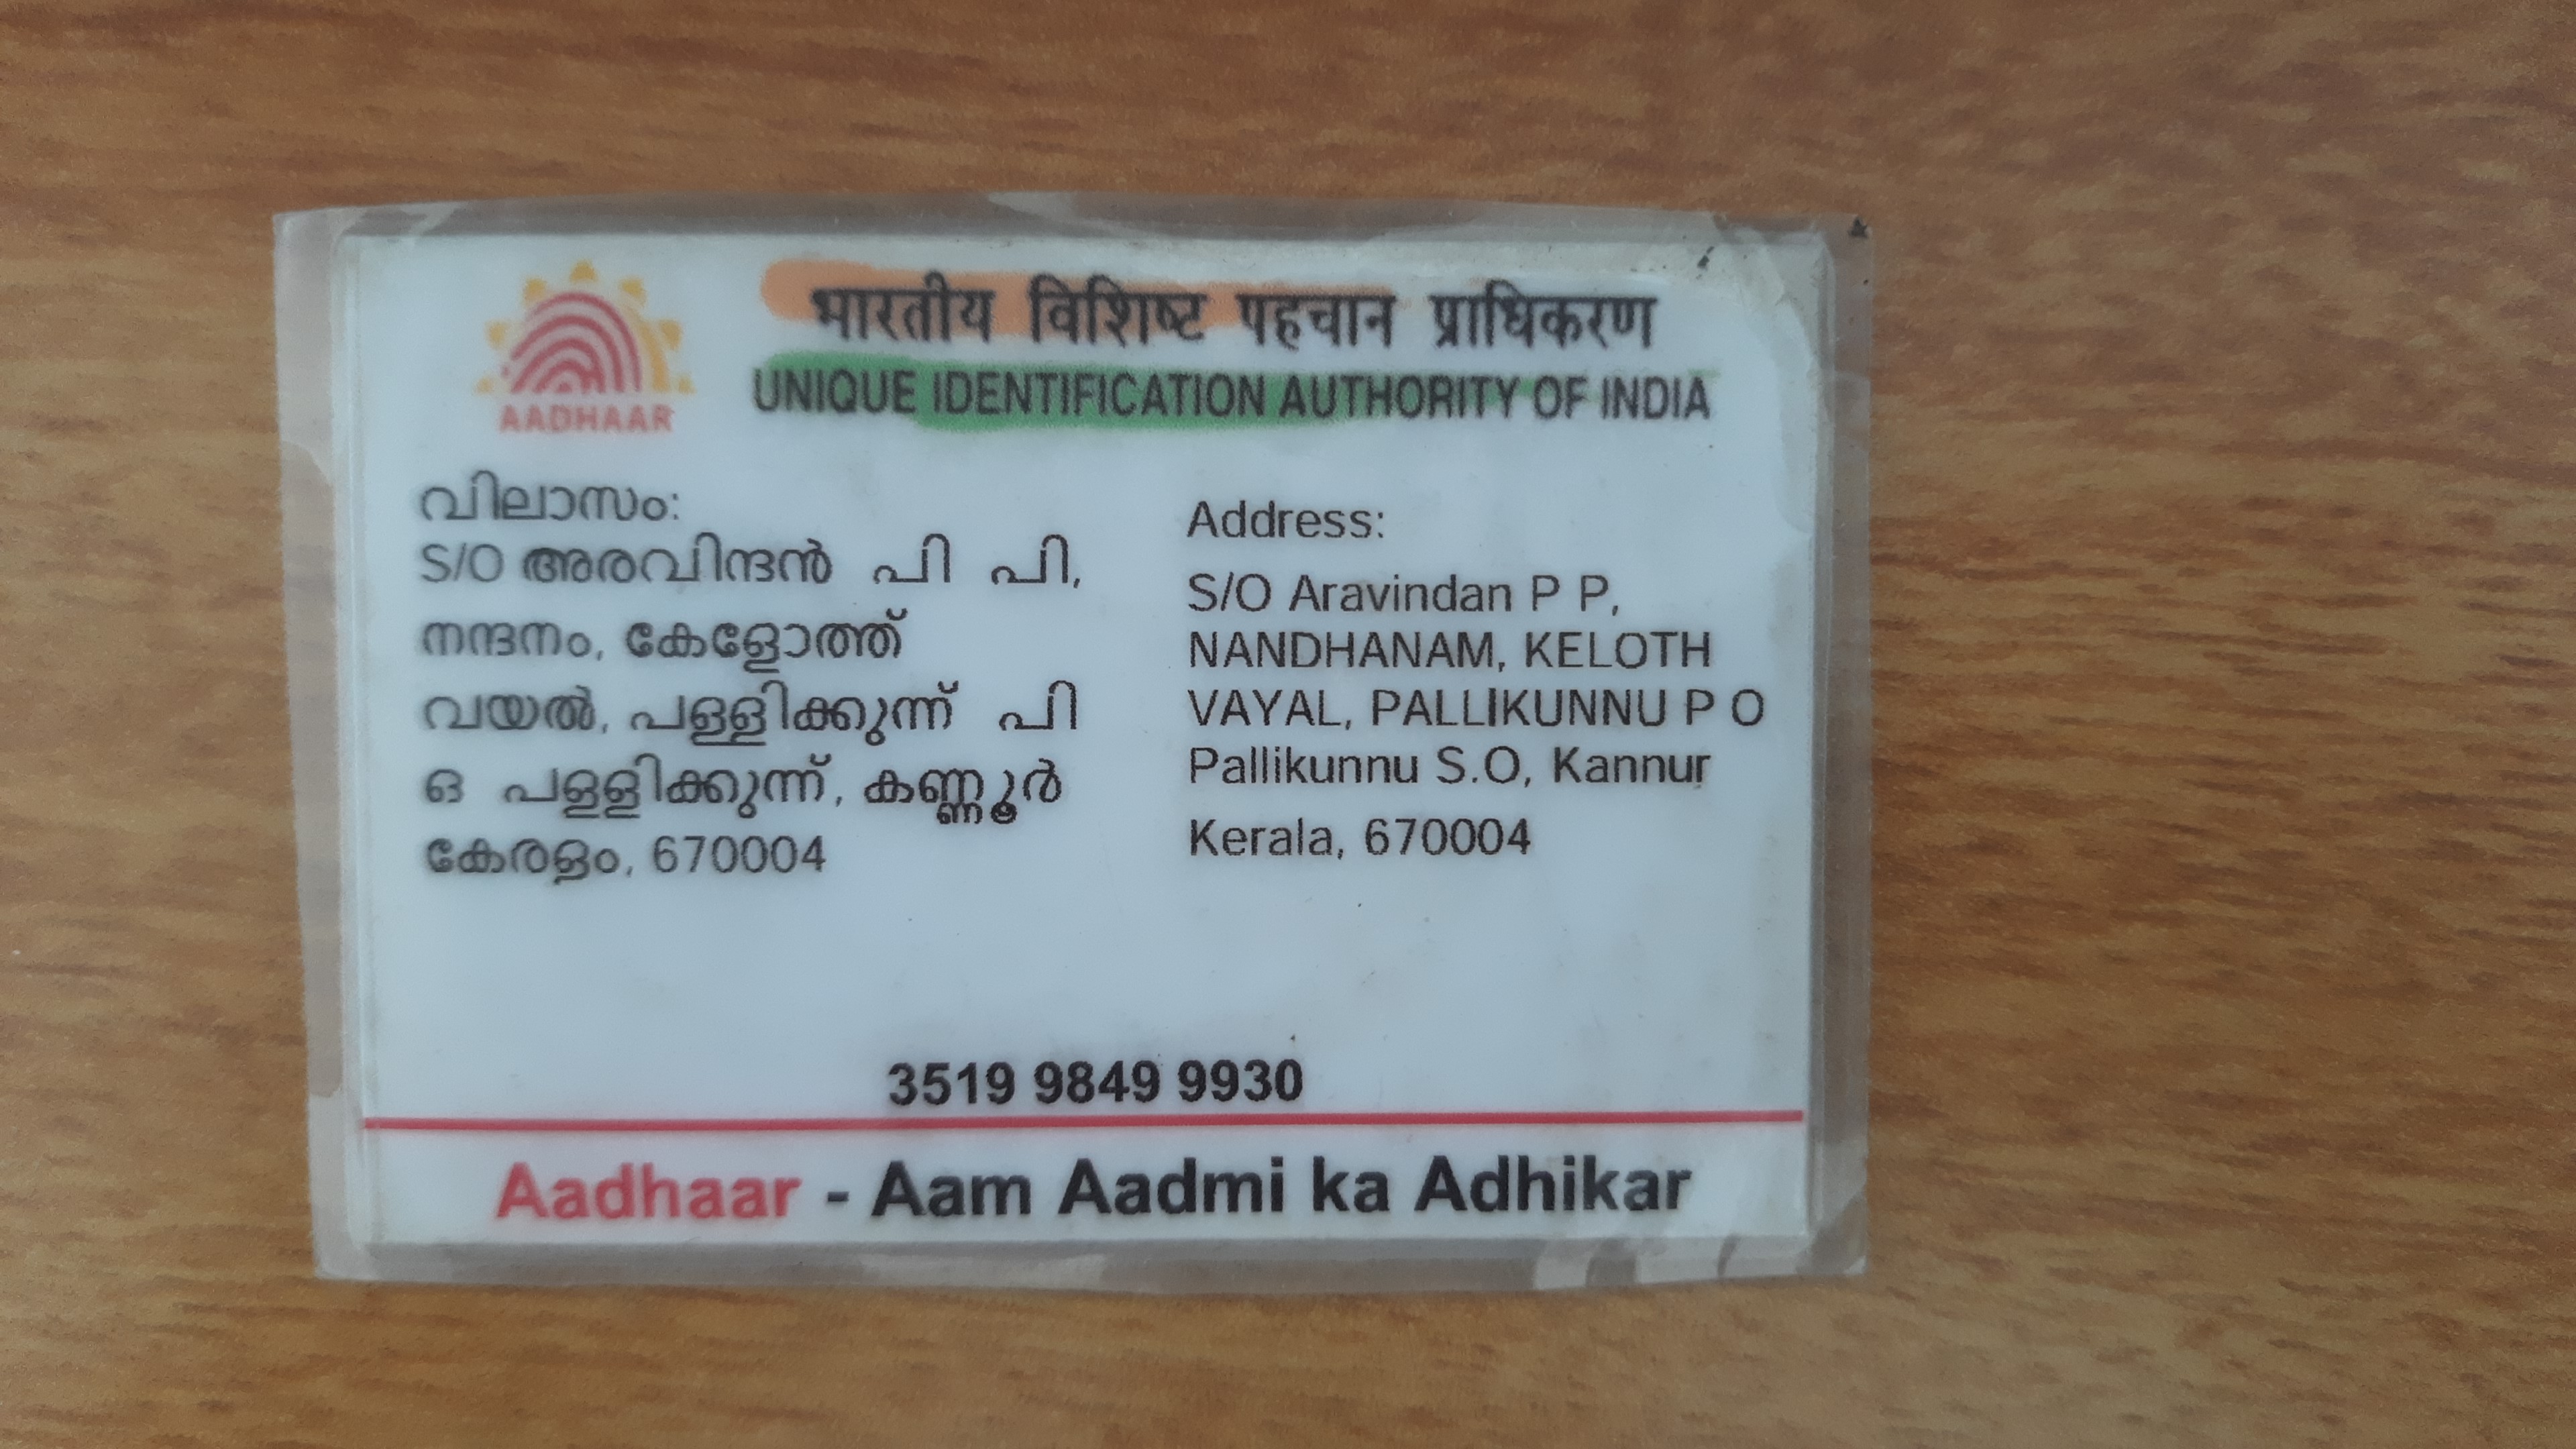 भारतीय विशिष्ट पहचान प्राधिकरण
AADHAAR
UNIQUE IDENTIFICATION AUTHORITY OF INDIA
വിലാസം:
S/O അരവിന്ദൻ പി പി,
നന്ദനം, കേളോത്ത്
വയൽ, പള്ളിക്കുന്ന് പി
ഒ പള്ളിക്കുന്ന്, കണ്ണൂർ
കേരളം, 670004
Address:
S/O Aravindan P P,
NANDHANAM, KELOTH
VAYAL, PALLIKUNNU P O
Pallikunnu S.O, Kannur
Kerala, 670004
3519 9849 9930
Aadhaar - Aam Aadmi ka Adhikar